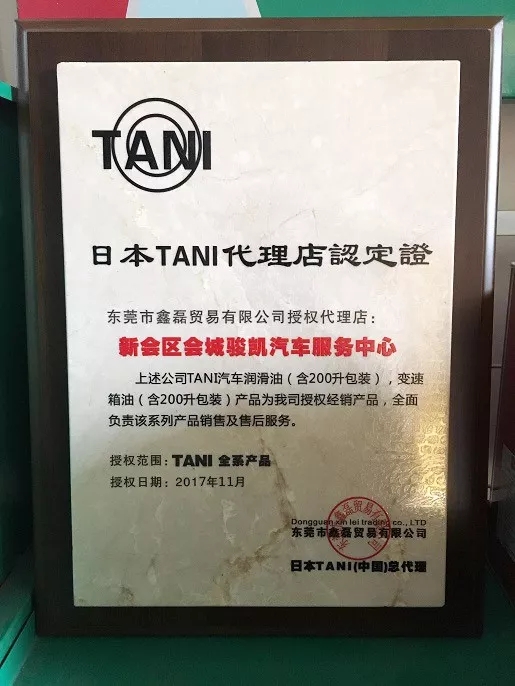 TANI
日本TANI代理店認定證
东莞市鑫磊贸易有限公司授权代理店：
新会区会城骏凯汽车服务中心
上述公司TANI汽车润滑油（含200升包装），变速
箱油（含200升包装）产品为我司授权经销产品，全面
负责该系列产品销售及售后服务。
授权范围：TANI 全系产品
授权日期：2017年11月
Dongguan xin lei trading co., LTD
东莞市鑫磊贸易有限公司
日本TANI(中国)总代理